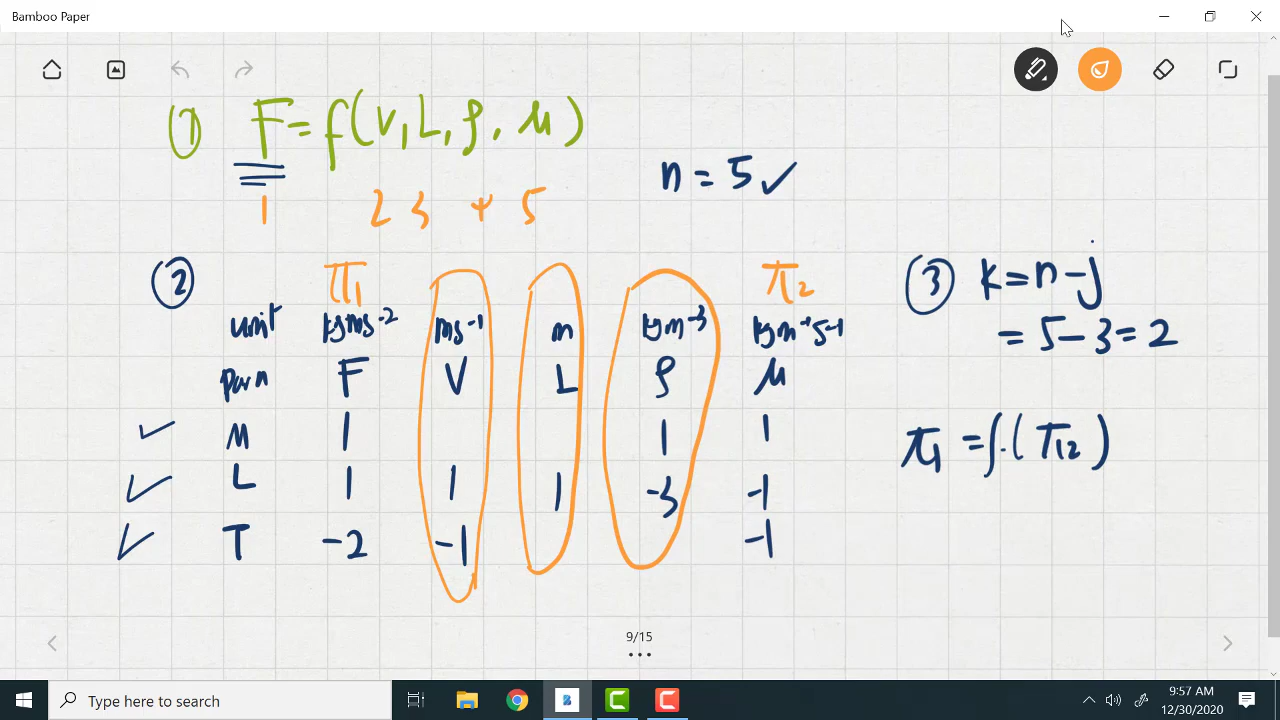 Bamboo Paper
① F = f(V, L, ρ, μ)
n = 5 ✓
1 2 3 4 5
② π₁ π₂
unit kgms⁻² ms⁻¹ m kgm⁻³ kgm⁻¹s⁻¹
para F V L ρ μ
✓ M 1 1 1
✓ L 1 1 1 -3 -1
✓ T -2 -1 -1
③ k = n - j
= 5 - 3 = 2
π₁ = f(π₂)
9/15
Type here to search
9:57 AM
12/30/2020